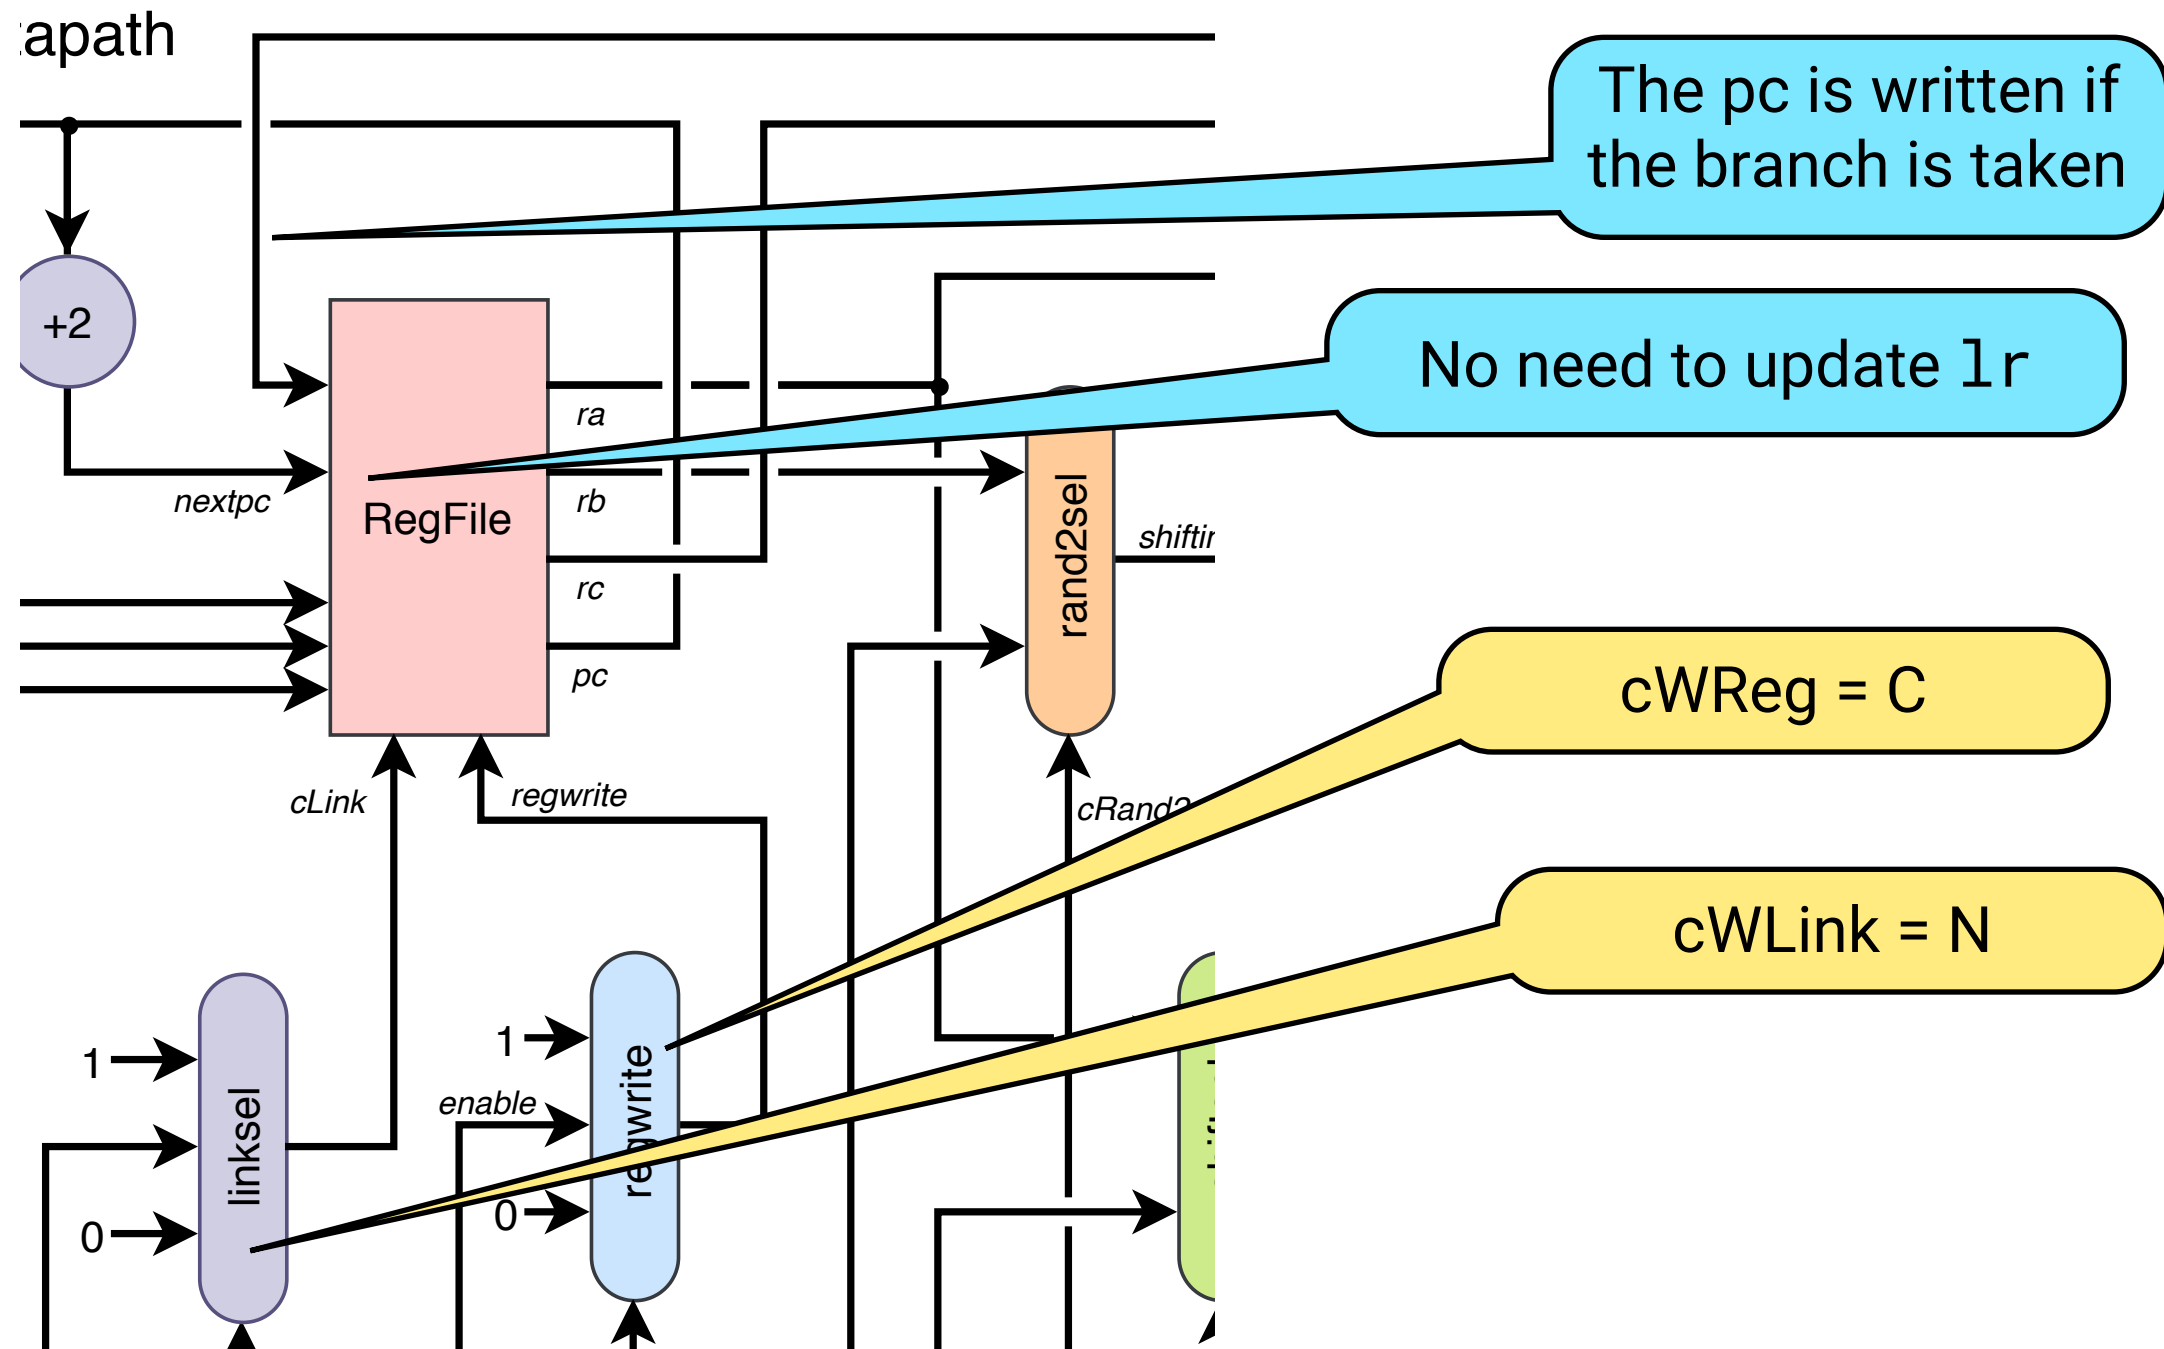 The pc is written if
the branch is taken
+2
No need to update lr
ra
nextpc
rb
RegFile
rand2sel
rc
pc
cWReg = C
cLink
regwrite
cWLink = N
1
1
enable
linksel
regwrite
0
0